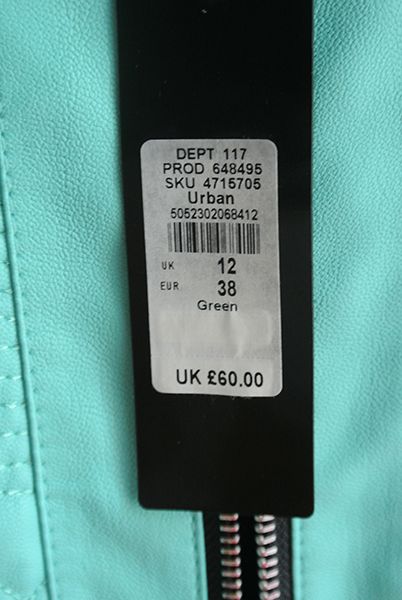 DEPT 117
PROD 648495
SKU 4715705
Urban
5052302068412
UK 12
EUR 38
Green
UK £60.00